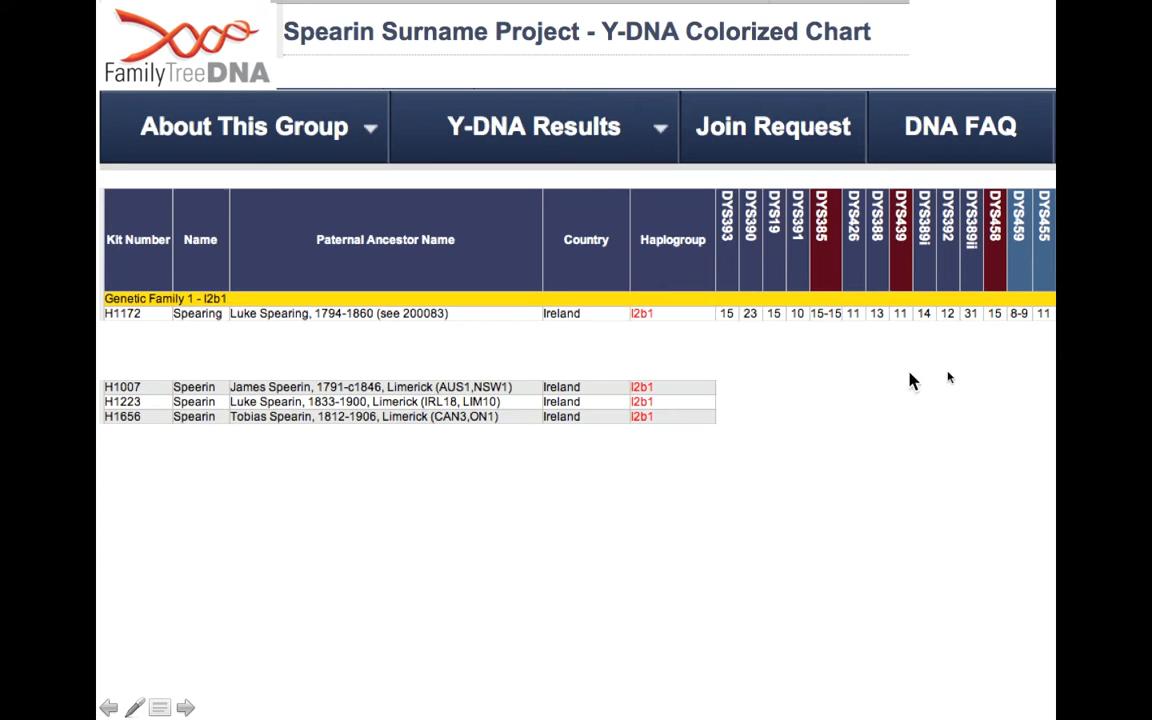 FamilyTreeDNA
Spearin Surname Project - Y-DNA Colorized Chart
About This Group Y-DNA Results Join Request DNA FAQ
Kit Number Name Paternal Ancestor Name Country Haplogroup DYS393 DYS390 DYS19 DYS391 DYS385 DYS426 DYS388 DYS439 DYS389i DYS392 DYS389ii DYS458 DYS459 DYS455
Genetic Family 1 - I2b1
H1172 Spearing Luke Spearing, 1794-1860 (see 200083) Ireland I2b1 15 23 15 10 15-15 11 13 11 14 12 31 15 8-9 11
H1007 Speerin James Speerin, 1791-c1846, Limerick (AUS1,NSW1) Ireland I2b1
H1223 Spearin Luke Spearin, 1833-1900, Limerick (IRL18, LIM10) Ireland I2b1
H1656 Spearin Tobias Spearin, 1812-1906, Limerick (CAN3,ON1) Ireland I2b1